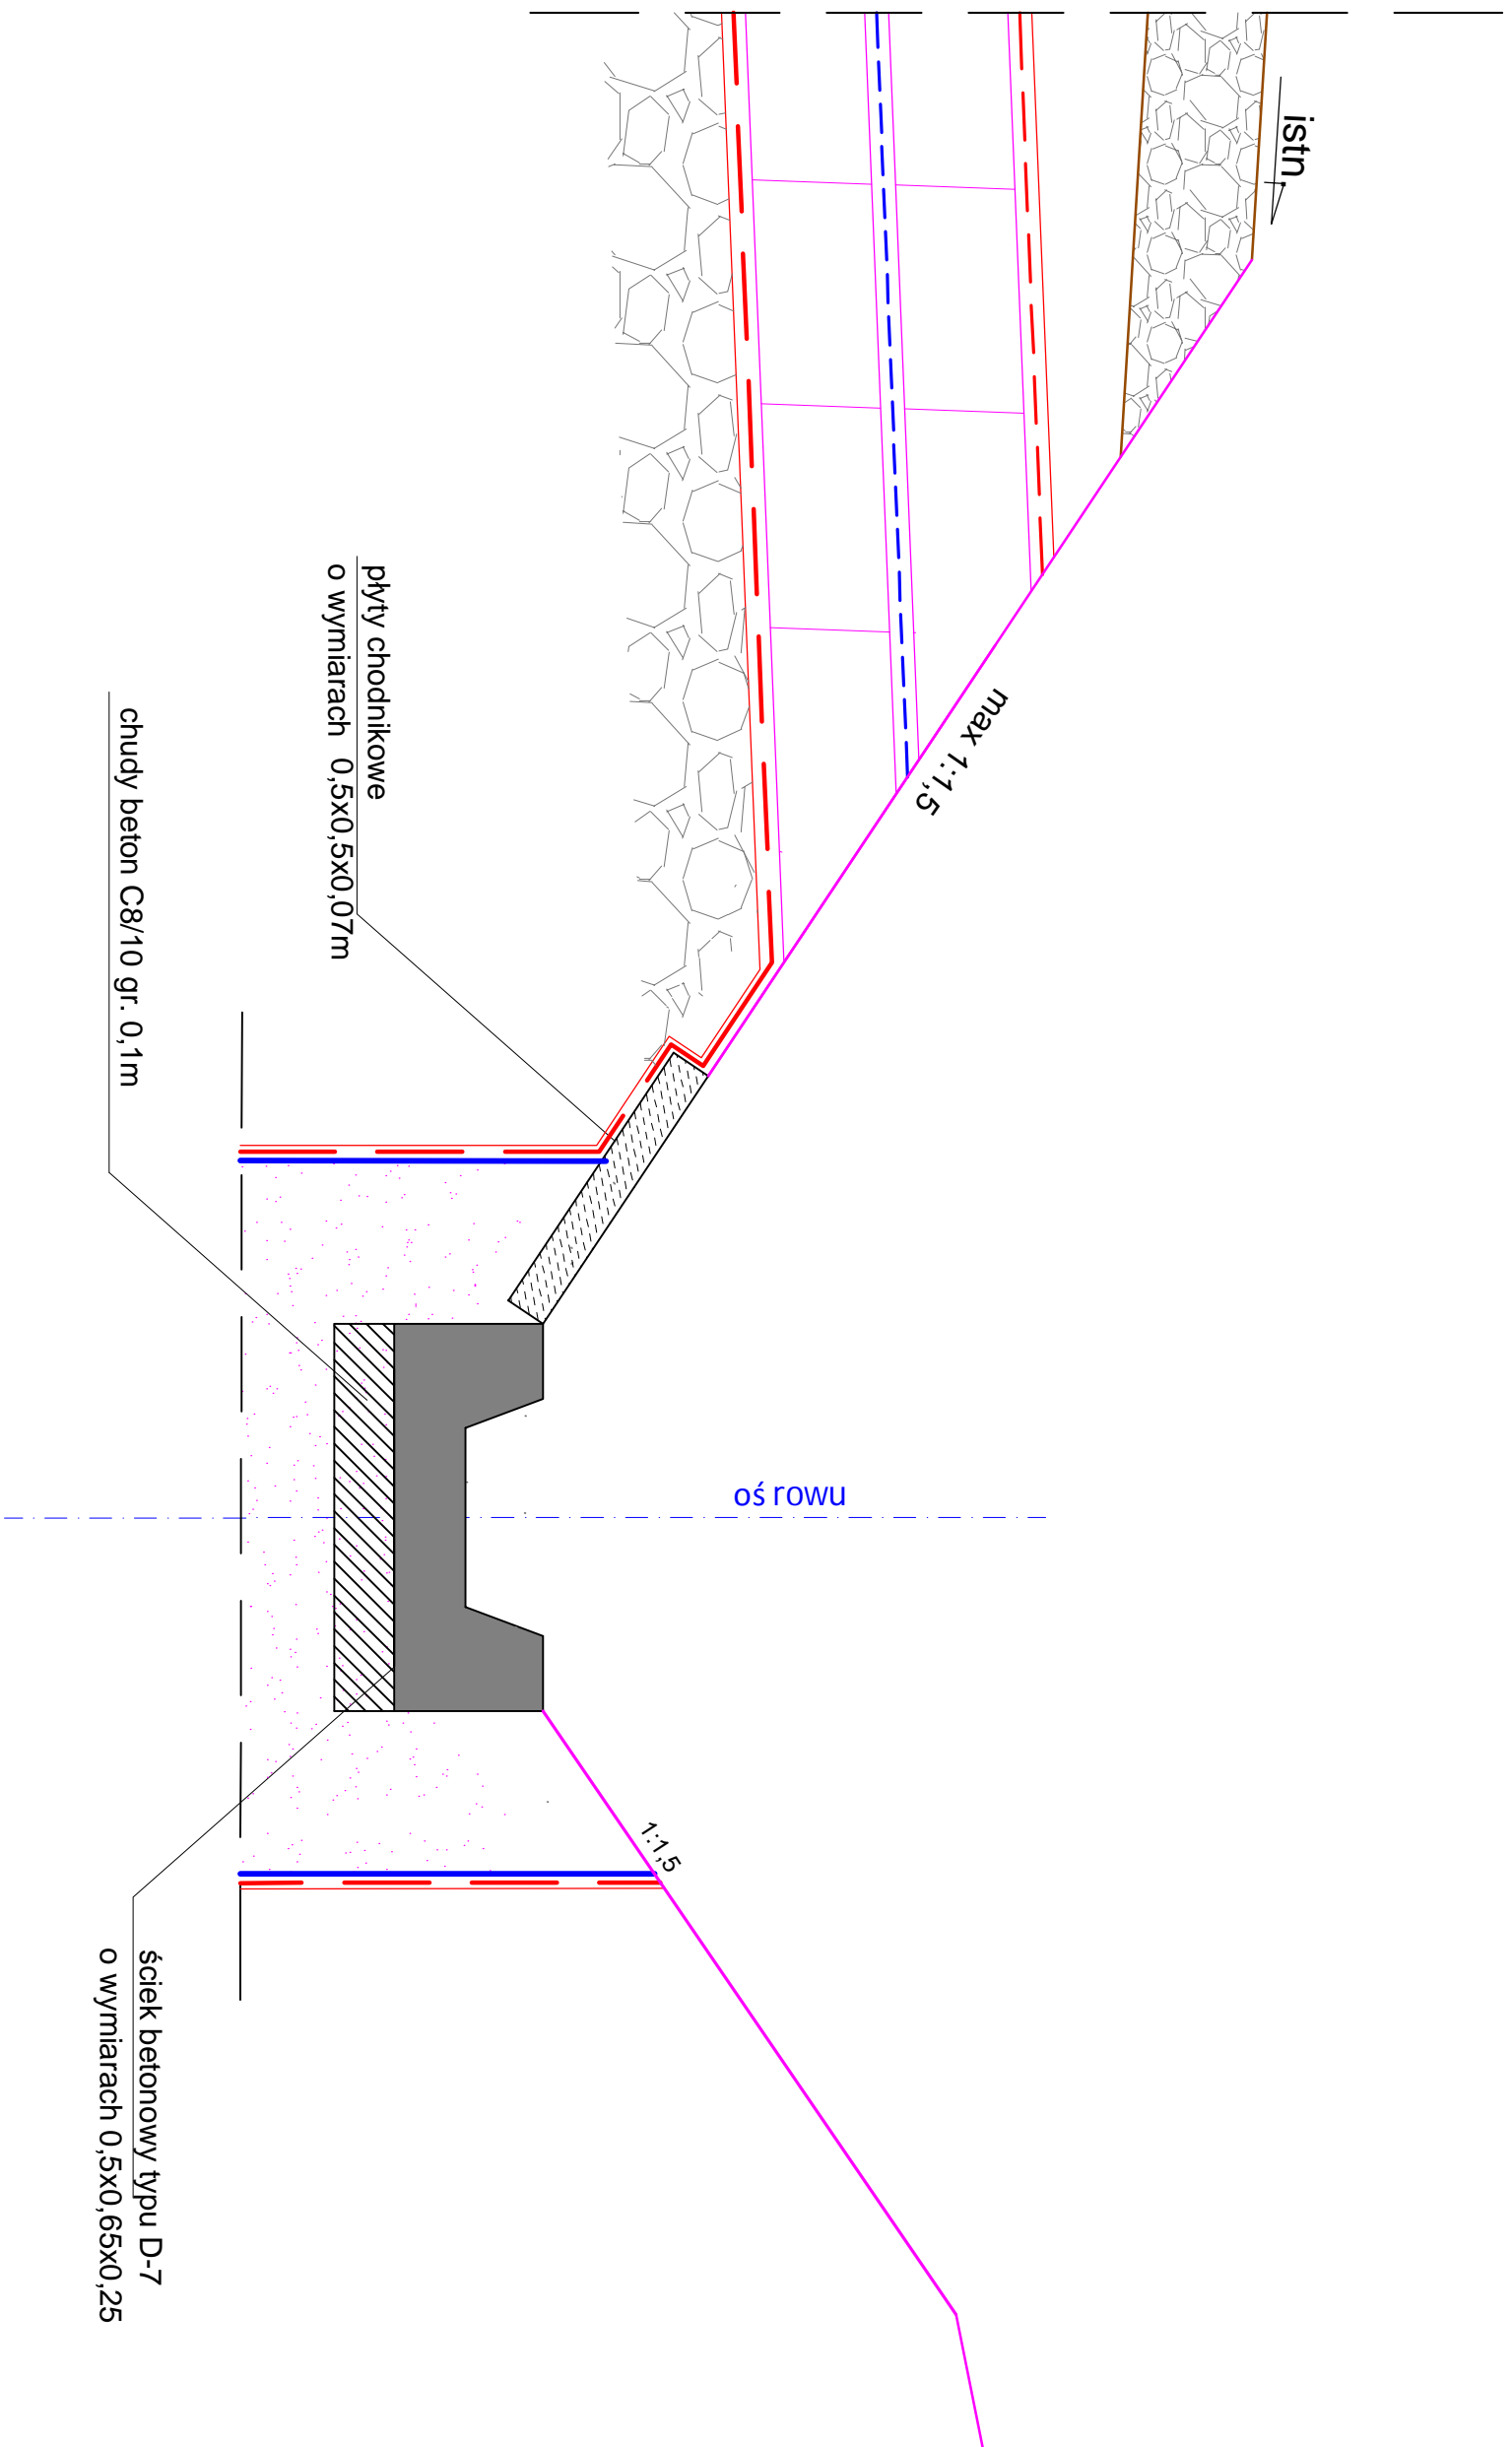 istn.
max 1:1,5
płyty chodnikowe
o wymiarach 0,5x0,5x0,07m
chudy beton C8/10 gr. 0,1m
oś rowu
1:1,5
ściek betonowy typu D-7
o wymiarach 0,5x0,65x0,25